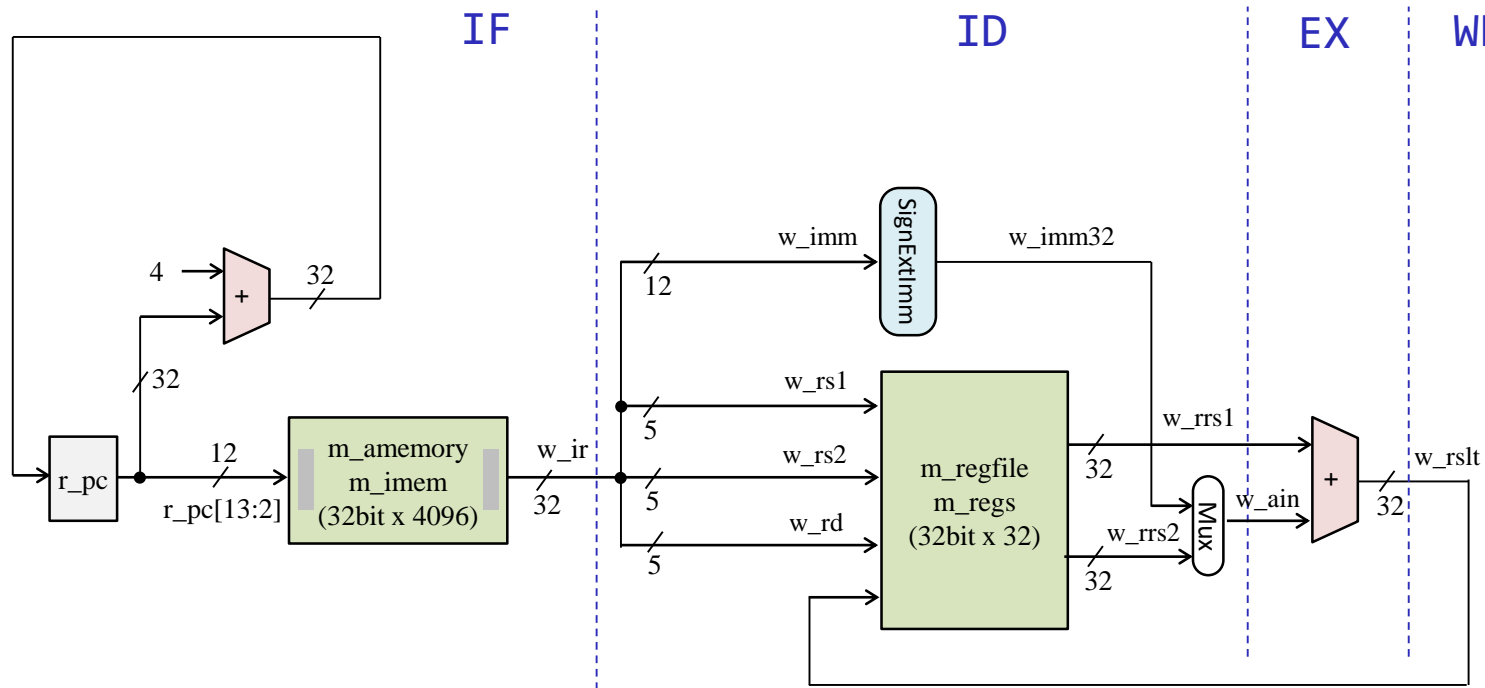 IF
ID
EX
4
+
32
32
r_pc
12
r_pc[13:2]
m_amemory
m_imem
(32bit x 4096)
w_ir
32
w_imm
12
SignExtImm
w_imm32
w_rs1
5
w_rs2
5
w_rd
5
m_regfile
m_regs
(32bit x 32)
w_rrs1
32
w_rrs2
32
Mux
w_ain
+
w_rslt
32